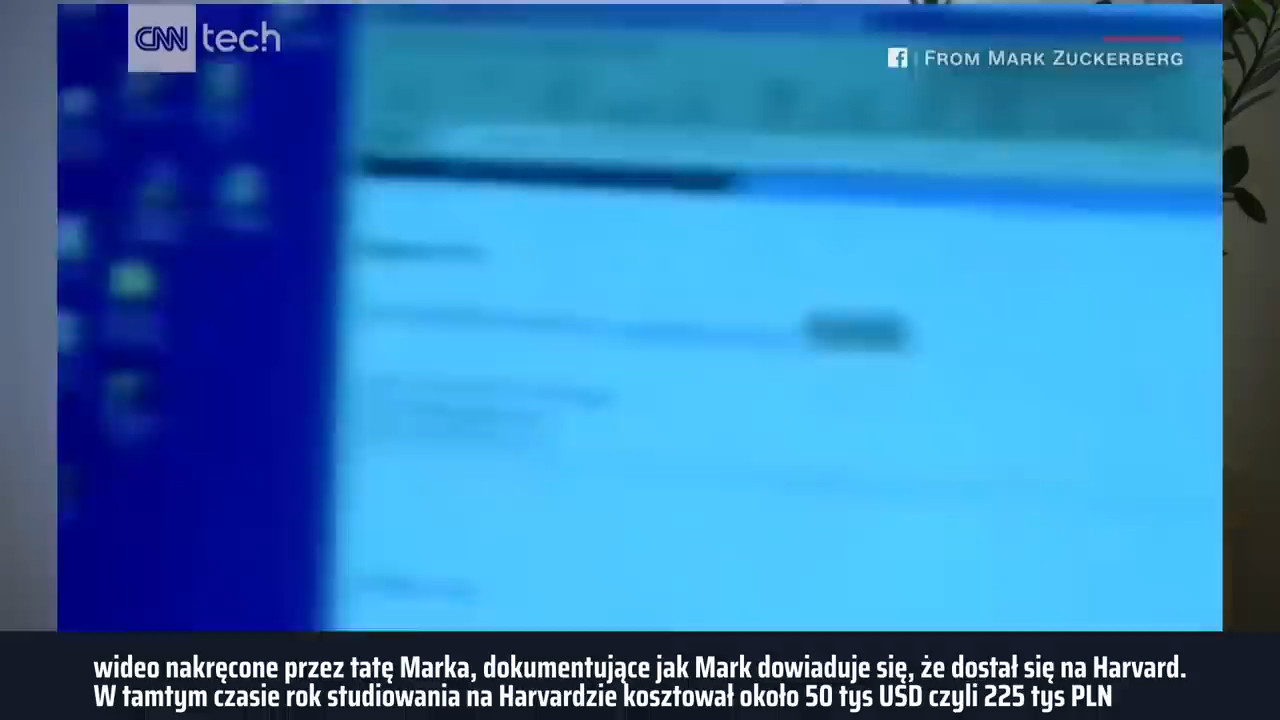 CNN tech
FROM MARK ZUCKERBERG
wideo nakręcone przez tatę Marka, dokumentujące jak Mark dowiaduje się, że dostał się na Harvard.
W tamtym czasie rok studiowania na Harvardzie kosztował około 50 tys USD czyli 225 tys PLN